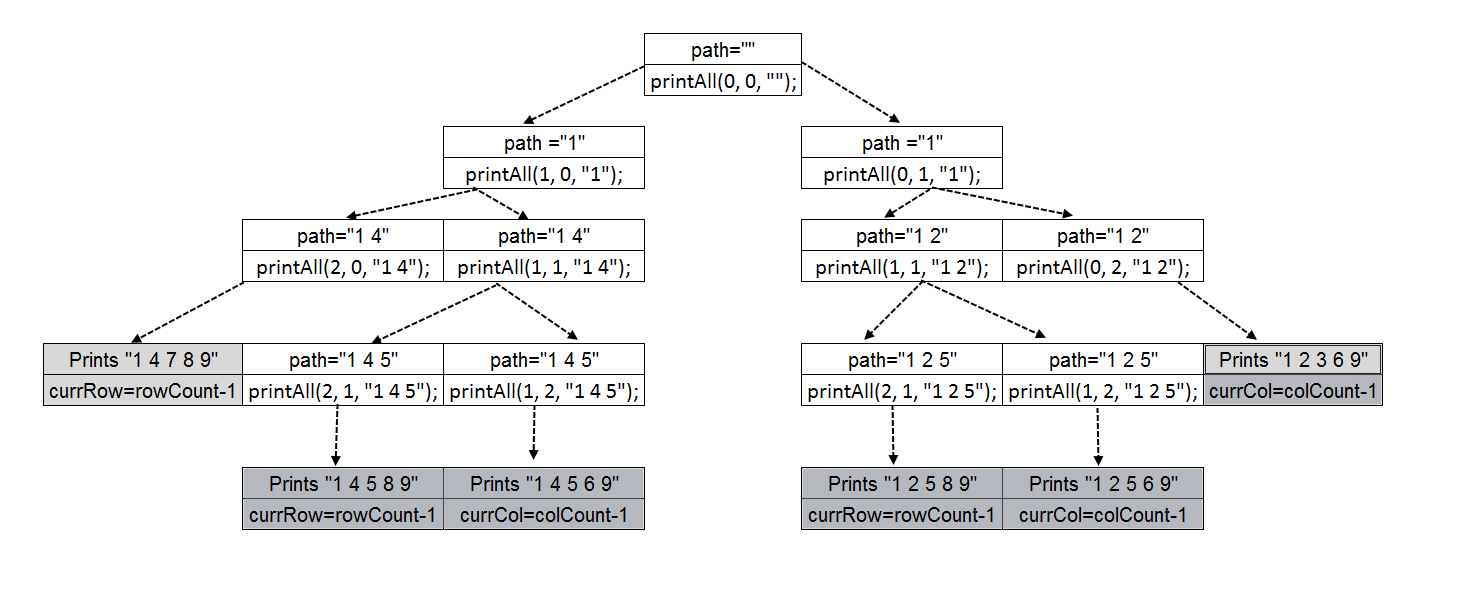 path=""
printAll(0, 0, "");
path ="1"
printAll(1, 0, "1");
path ="1"
printAll(0, 1, "1");
path="1 4"
printAll(2, 0, "1 4");
path="1 4"
printAll(1, 1, "1 4");
path="1 2"
printAll(1, 1, "1 2");
path="1 2"
printAll(0, 2, "1 2");
Prints "1 4 7 8 9"
currRow=rowCount-1
path="1 4 5"
printAll(2, 1, "1 4 5");
path="1 4 5"
printAll(1, 2, "1 4 5");
path="1 2 5"
printAll(2, 1, "1 2 5");
path="1 2 5"
printAll(1, 2, "1 2 5");
Prints "1 2 3 6 9"
currCol=colCount-1
Prints "1 4 5 8 9"
currRow=rowCount-1
Prints "1 4 5 6 9"
currCol=colCount-1
Prints "1 2 5 8 9"
currRow=rowCount-1
Prints "1 2 5 6 9"
currCol=colCount-1